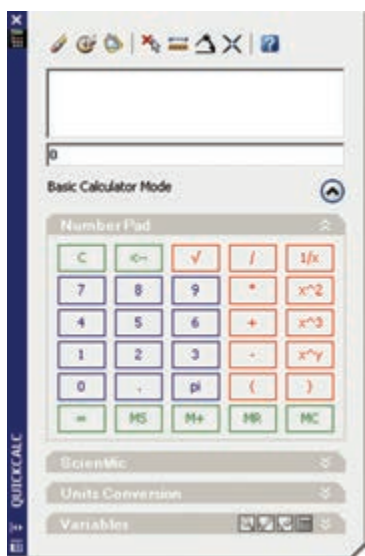 0
Basic Calculator Mode
Number Pad
C <-- √ / 1/x
7 8 9 * x^2
4 5 6 + x^3
1 2 3 - x^y
0 . pi ( )
= MS M+ MR MC
Scientific
Units Conversion
Variables
QUICKCALC